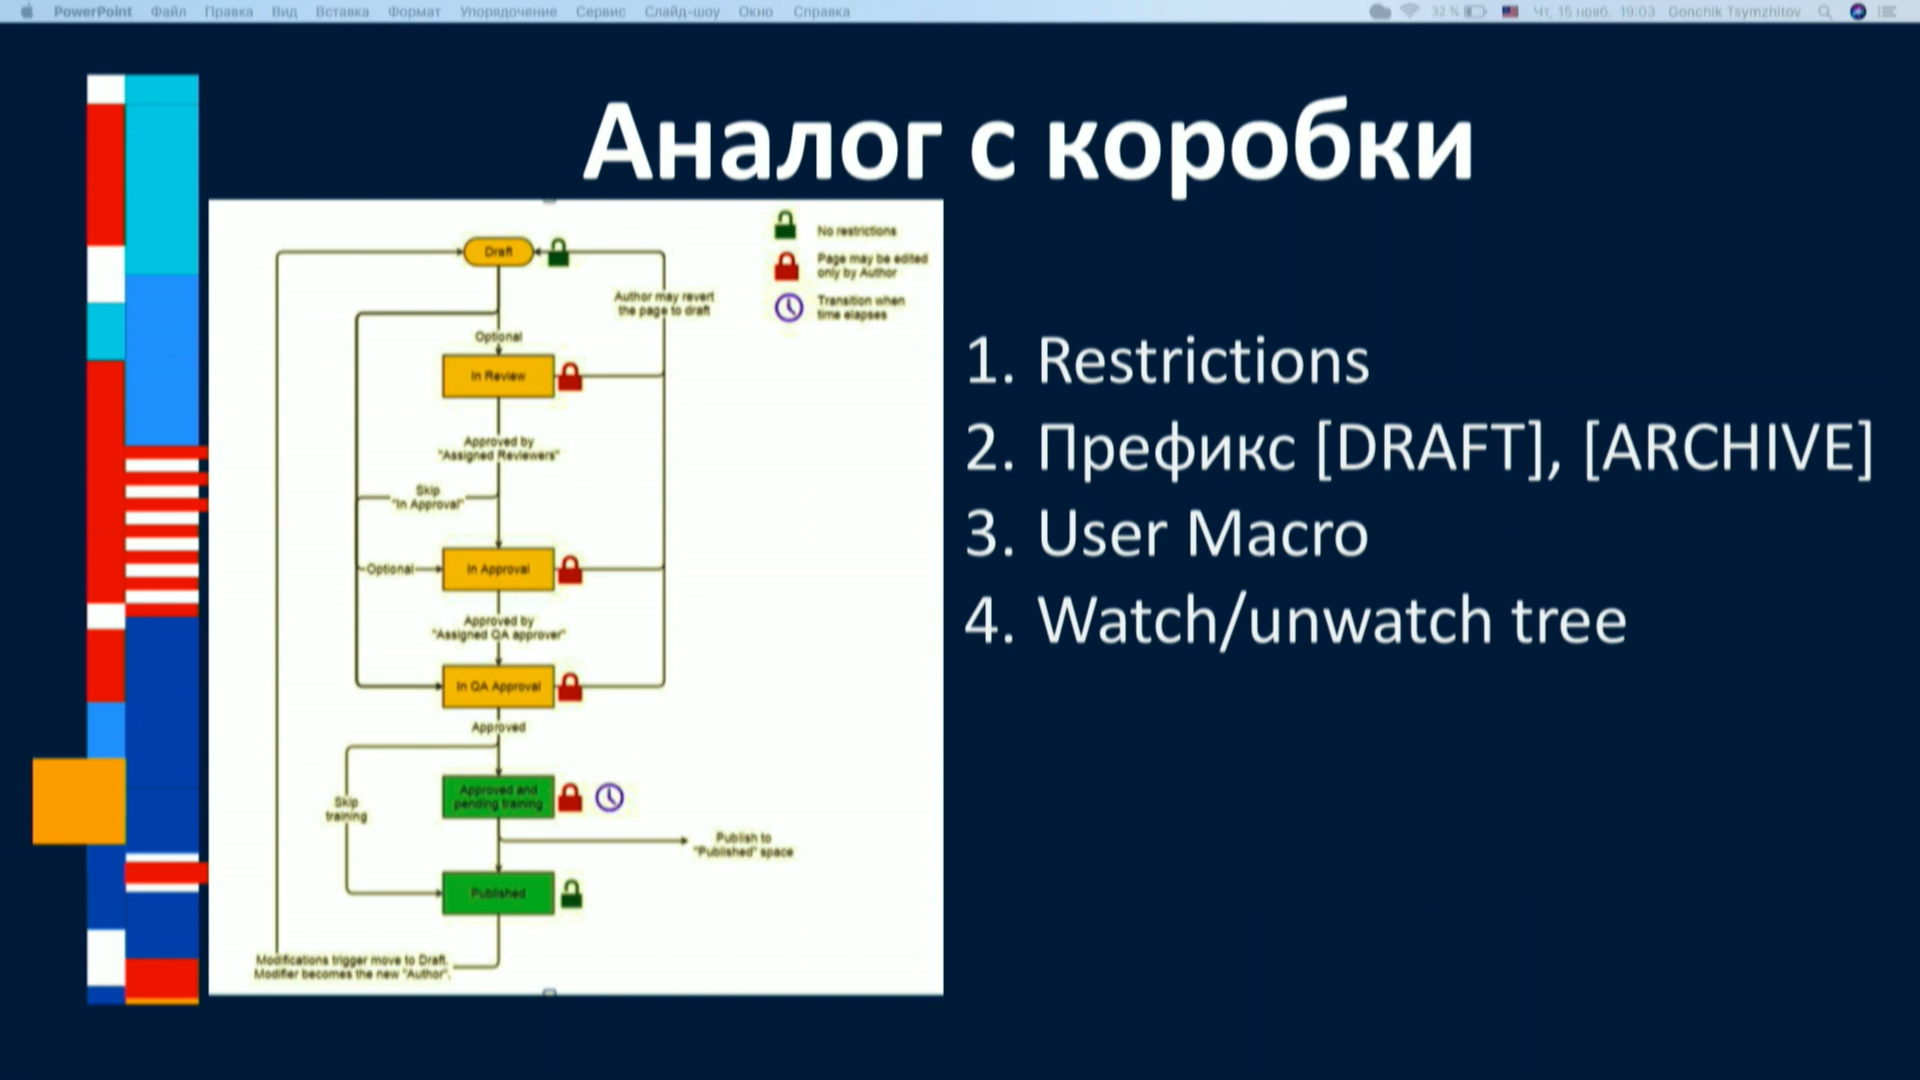 PowerPoint Файл Правка Вид Вставка Формат Упорядочение Сервис Слайд-шоу Окно Справка
32 % Чт, 15 нояб. 19:03 Gonchik Tsymzhitov
Аналог с коробки
No restrictions
Page may be edited
only by Author
Transition when
time elapses
Draft
Author may revert
the page to draft
Optional
In Review
Approved by
"Assigned Reviewers"
Skip
"In Approval"
Optional
In Approval
Approved by
"Assigned QA approver"
In QA Approval
Approved
Approved and
pending training
Skip
training
Publish to
"Published" space
Published
Modifications trigger move to Draft.
Modifier becomes the new "Author".
1. Restrictions
2. Префикс [DRAFT], [ARCHIVE]
3. User Macro
4. Watch/unwatch tree